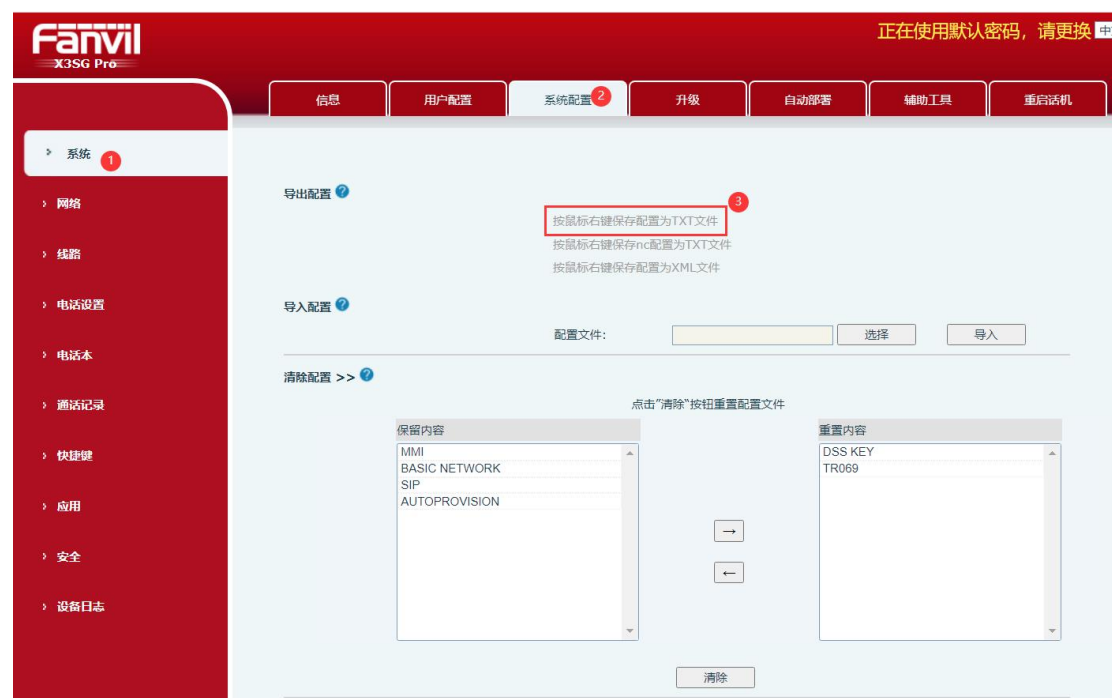 Fanvil
X3SG Pro
正在使用默认密码，请更换
信息 用户配置 系统配置 2 升级 自动部署 辅助工具 重启话机
系统 1
网络
线路
电话设置
电话本
通话记录
快捷键
应用
安全
设备日志
导出配置 ?
3
按鼠标右键保存配置为TXT文件
按鼠标右键保存nc配置为TXT文件
按鼠标右键保存配置为XML文件
导入配置 ?
配置文件: 选择 导入
清除配置 >> ?
点击"清除"按钮重置配置文件
保留内容 重置内容
MMI DSS KEY
BASIC NETWORK TR069
SIP
AUTOPROVISION
→
←
清除